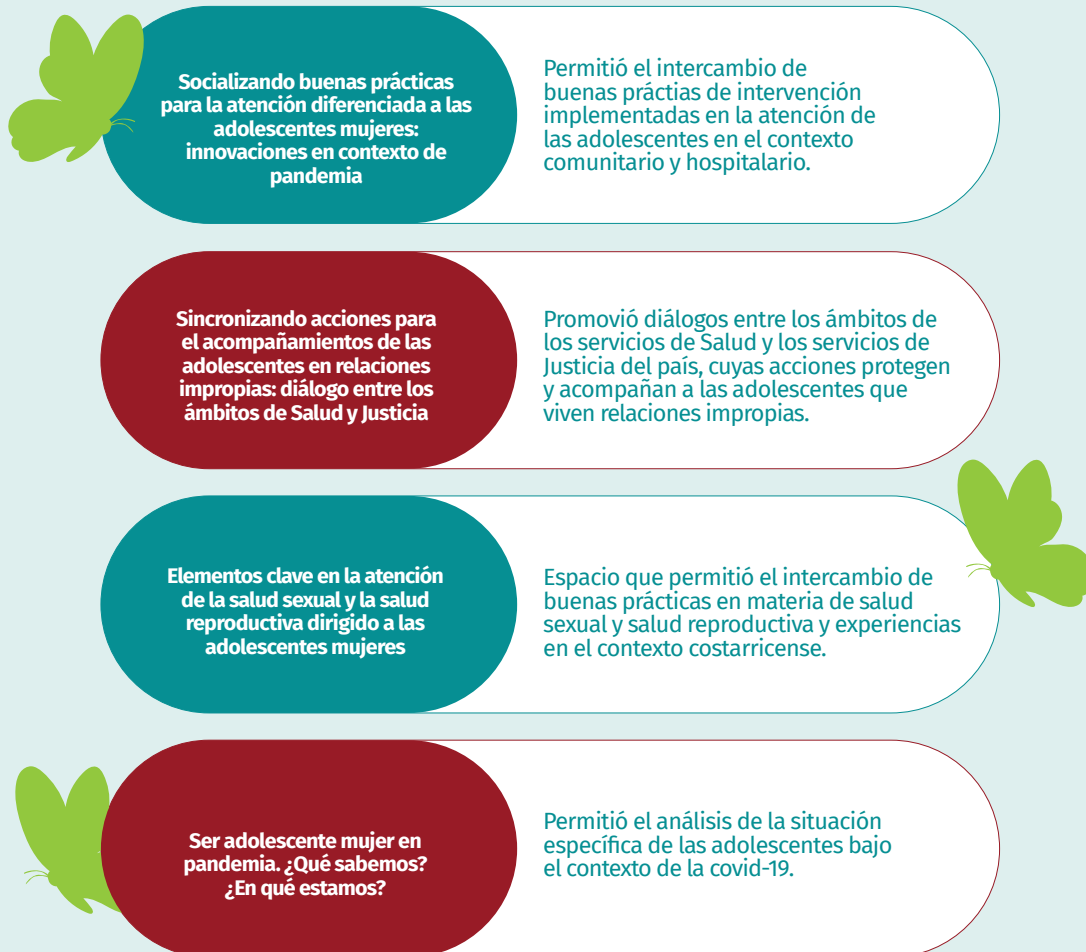 Socializando buenas prácticas
para la atención diferenciada a las
adolescentes mujeres:
innovaciones en contexto de
pandemia
Permitió el intercambio de
buenas práctias de intervención
implementadas en la atención de
las adolescentes en el contexto
comunitario y hospitalario.
Sincronizando acciones para
el acompañamientos de las
adolescentes en relaciones
impropias: diálogo entre los
ámbitos de Salud y Justicia
Promovió diálogos entre los ámbitos de
los servicios de Salud y los servicios de
Justicia del país, cuyas acciones protegen
y acompañan a las adolescentes que
viven relaciones impropias.
Elementos clave en la atención
de la salud sexual y la salud
reproductiva dirigido a las
adolescentes mujeres
Espacio que permitió el intercambio de
buenas prácticas en materia de salud
sexual y salud reproductiva y experiencias
en el contexto costarricense.
Ser adolescente mujer en
pandemia. ¿Qué sabemos?
¿En qué estamos?
Permitió el análisis de la situación
específica de las adolescentes bajo
el contexto de la covid-19.